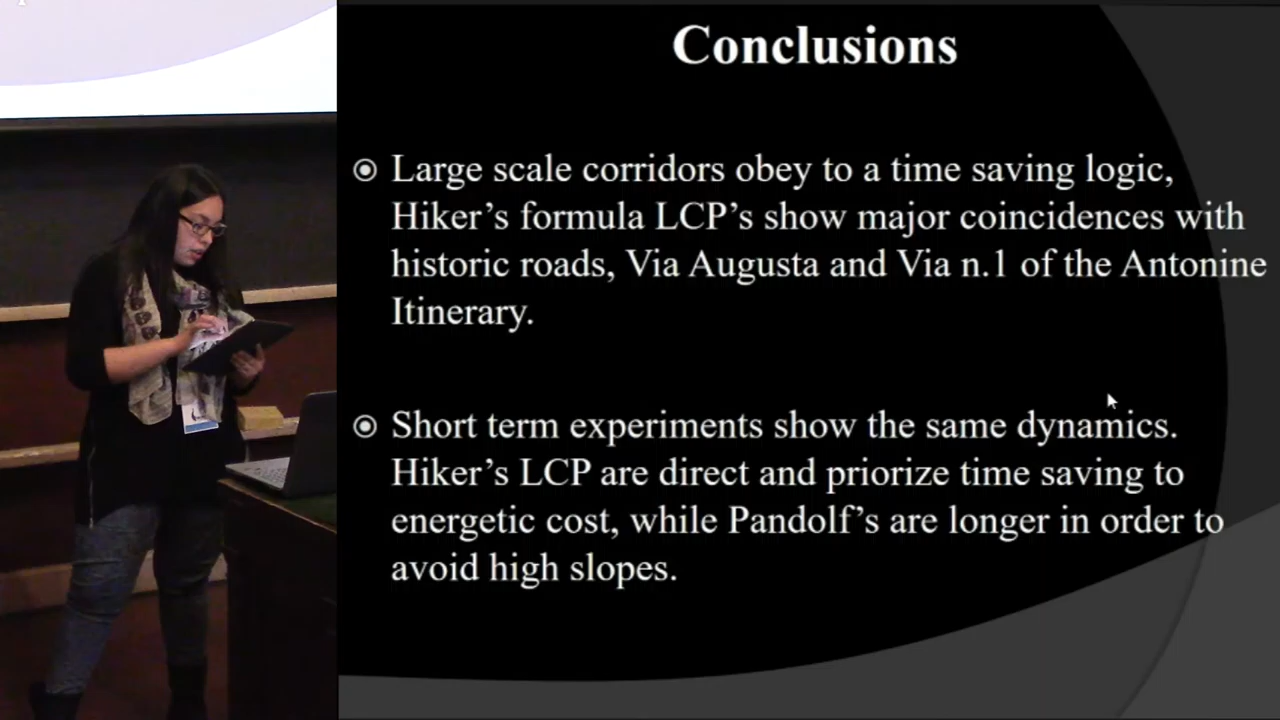 Conclusions
Large scale corridors obey to a time saving logic,
Hiker's formula LCP's show major coincidences with
historic roads, Via Augusta and Via n.1 of the Antonine
Itinerary.
Short term experiments show the same dynamics.
Hiker's LCP are direct and priorize time saving to
energetic cost, while Pandolf's are longer in order to
avoid high slopes.